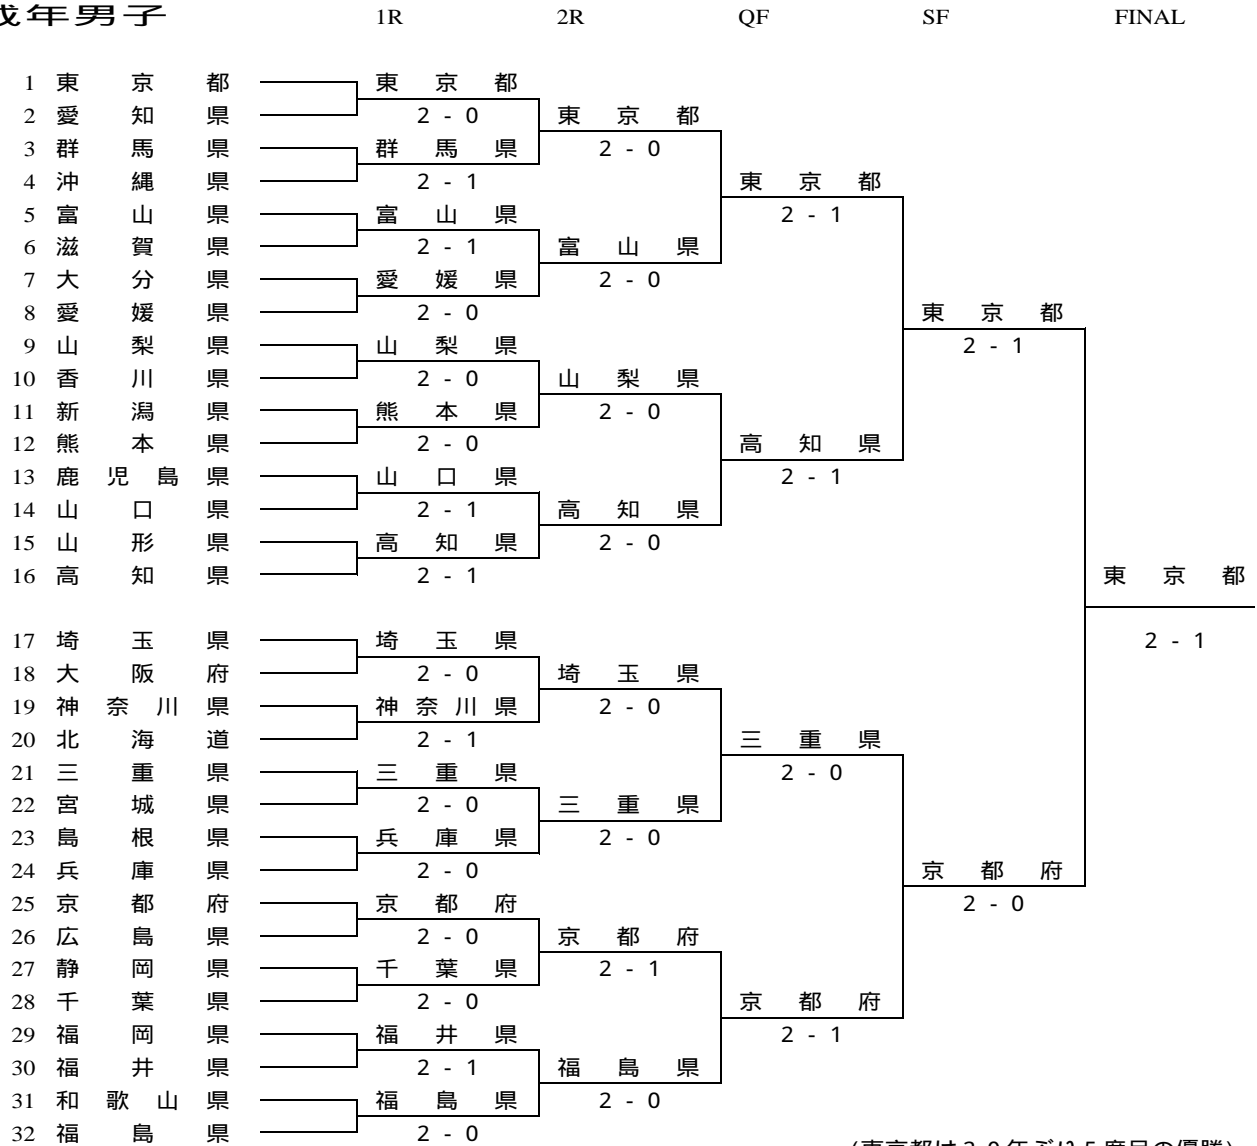 年男子 1R 2R QF SF FINAL
1 東京都 東京都
2 愛知県 2 - 0 東京都
3 群馬県 群馬県 2 - 0
4 沖縄県 2 - 1 東京都
5 富山県 富山県 2 - 1
6 滋賀県 2 - 1 富山県
7 大分県 愛媛県 2 - 0
8 愛媛県 2 - 0 東京都
9 山梨県 山梨県 2 - 1
10 香川県 2 - 0 山梨県
11 新潟県 熊本県 2 - 0
12 熊本県 2 - 0 高知県
13 鹿児島県 山口県 2 - 1
14 山口県 2 - 1 高知県
15 山形県 高知県 2 - 0
16 高知県 2 - 1 東京都
17 埼玉県 埼玉県 2 - 1
18 大阪府 2 - 0 埼玉県
19 神奈川県 神奈川県 2 - 0
20 北海道 2 - 1 三重県
21 三重県 三重県 2 - 0
22 宮城県 2 - 0 三重県
23 島根県 兵庫県 2 - 0
24 兵庫県 2 - 0 京都府
25 京都府 京都府 2 - 0
26 広島県 2 - 0 京都府
27 静岡県 千葉県 2 - 1
28 千葉県 2 - 0 京都府
29 福岡県 福井県 2 - 1
30 福井県 2 - 1 福島県
31 和歌山県 福島県 2 - 0
32 福島県 2 - 0